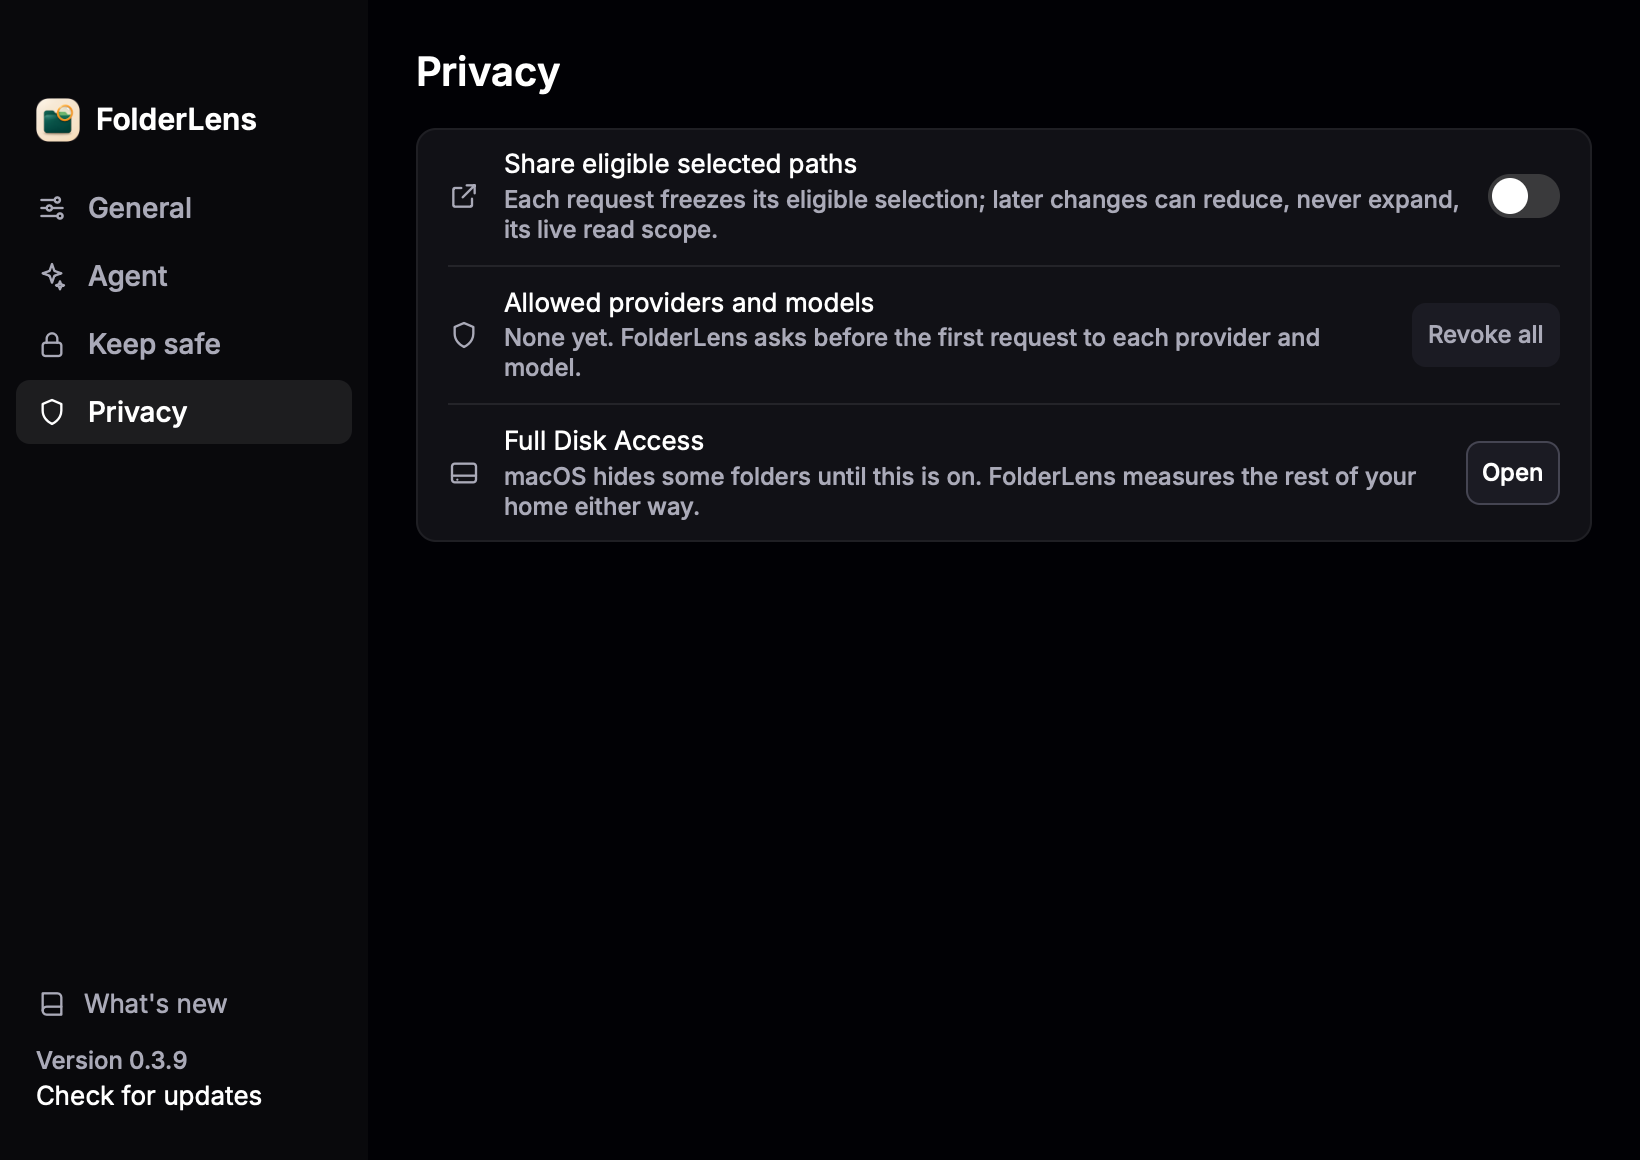 FolderLens
General
Agent
Keep safe
Privacy
What's new
Version 0.3.9
Check for updates
Privacy
Share eligible selected paths
Each request freezes its eligible selection; later changes can reduce, never expand,
its live read scope.
Allowed providers and models
None yet. FolderLens asks before the first request to each provider and
model.
Revoke all
Full Disk Access
macOS hides some folders until this is on. FolderLens measures the rest of your
home either way.
Open